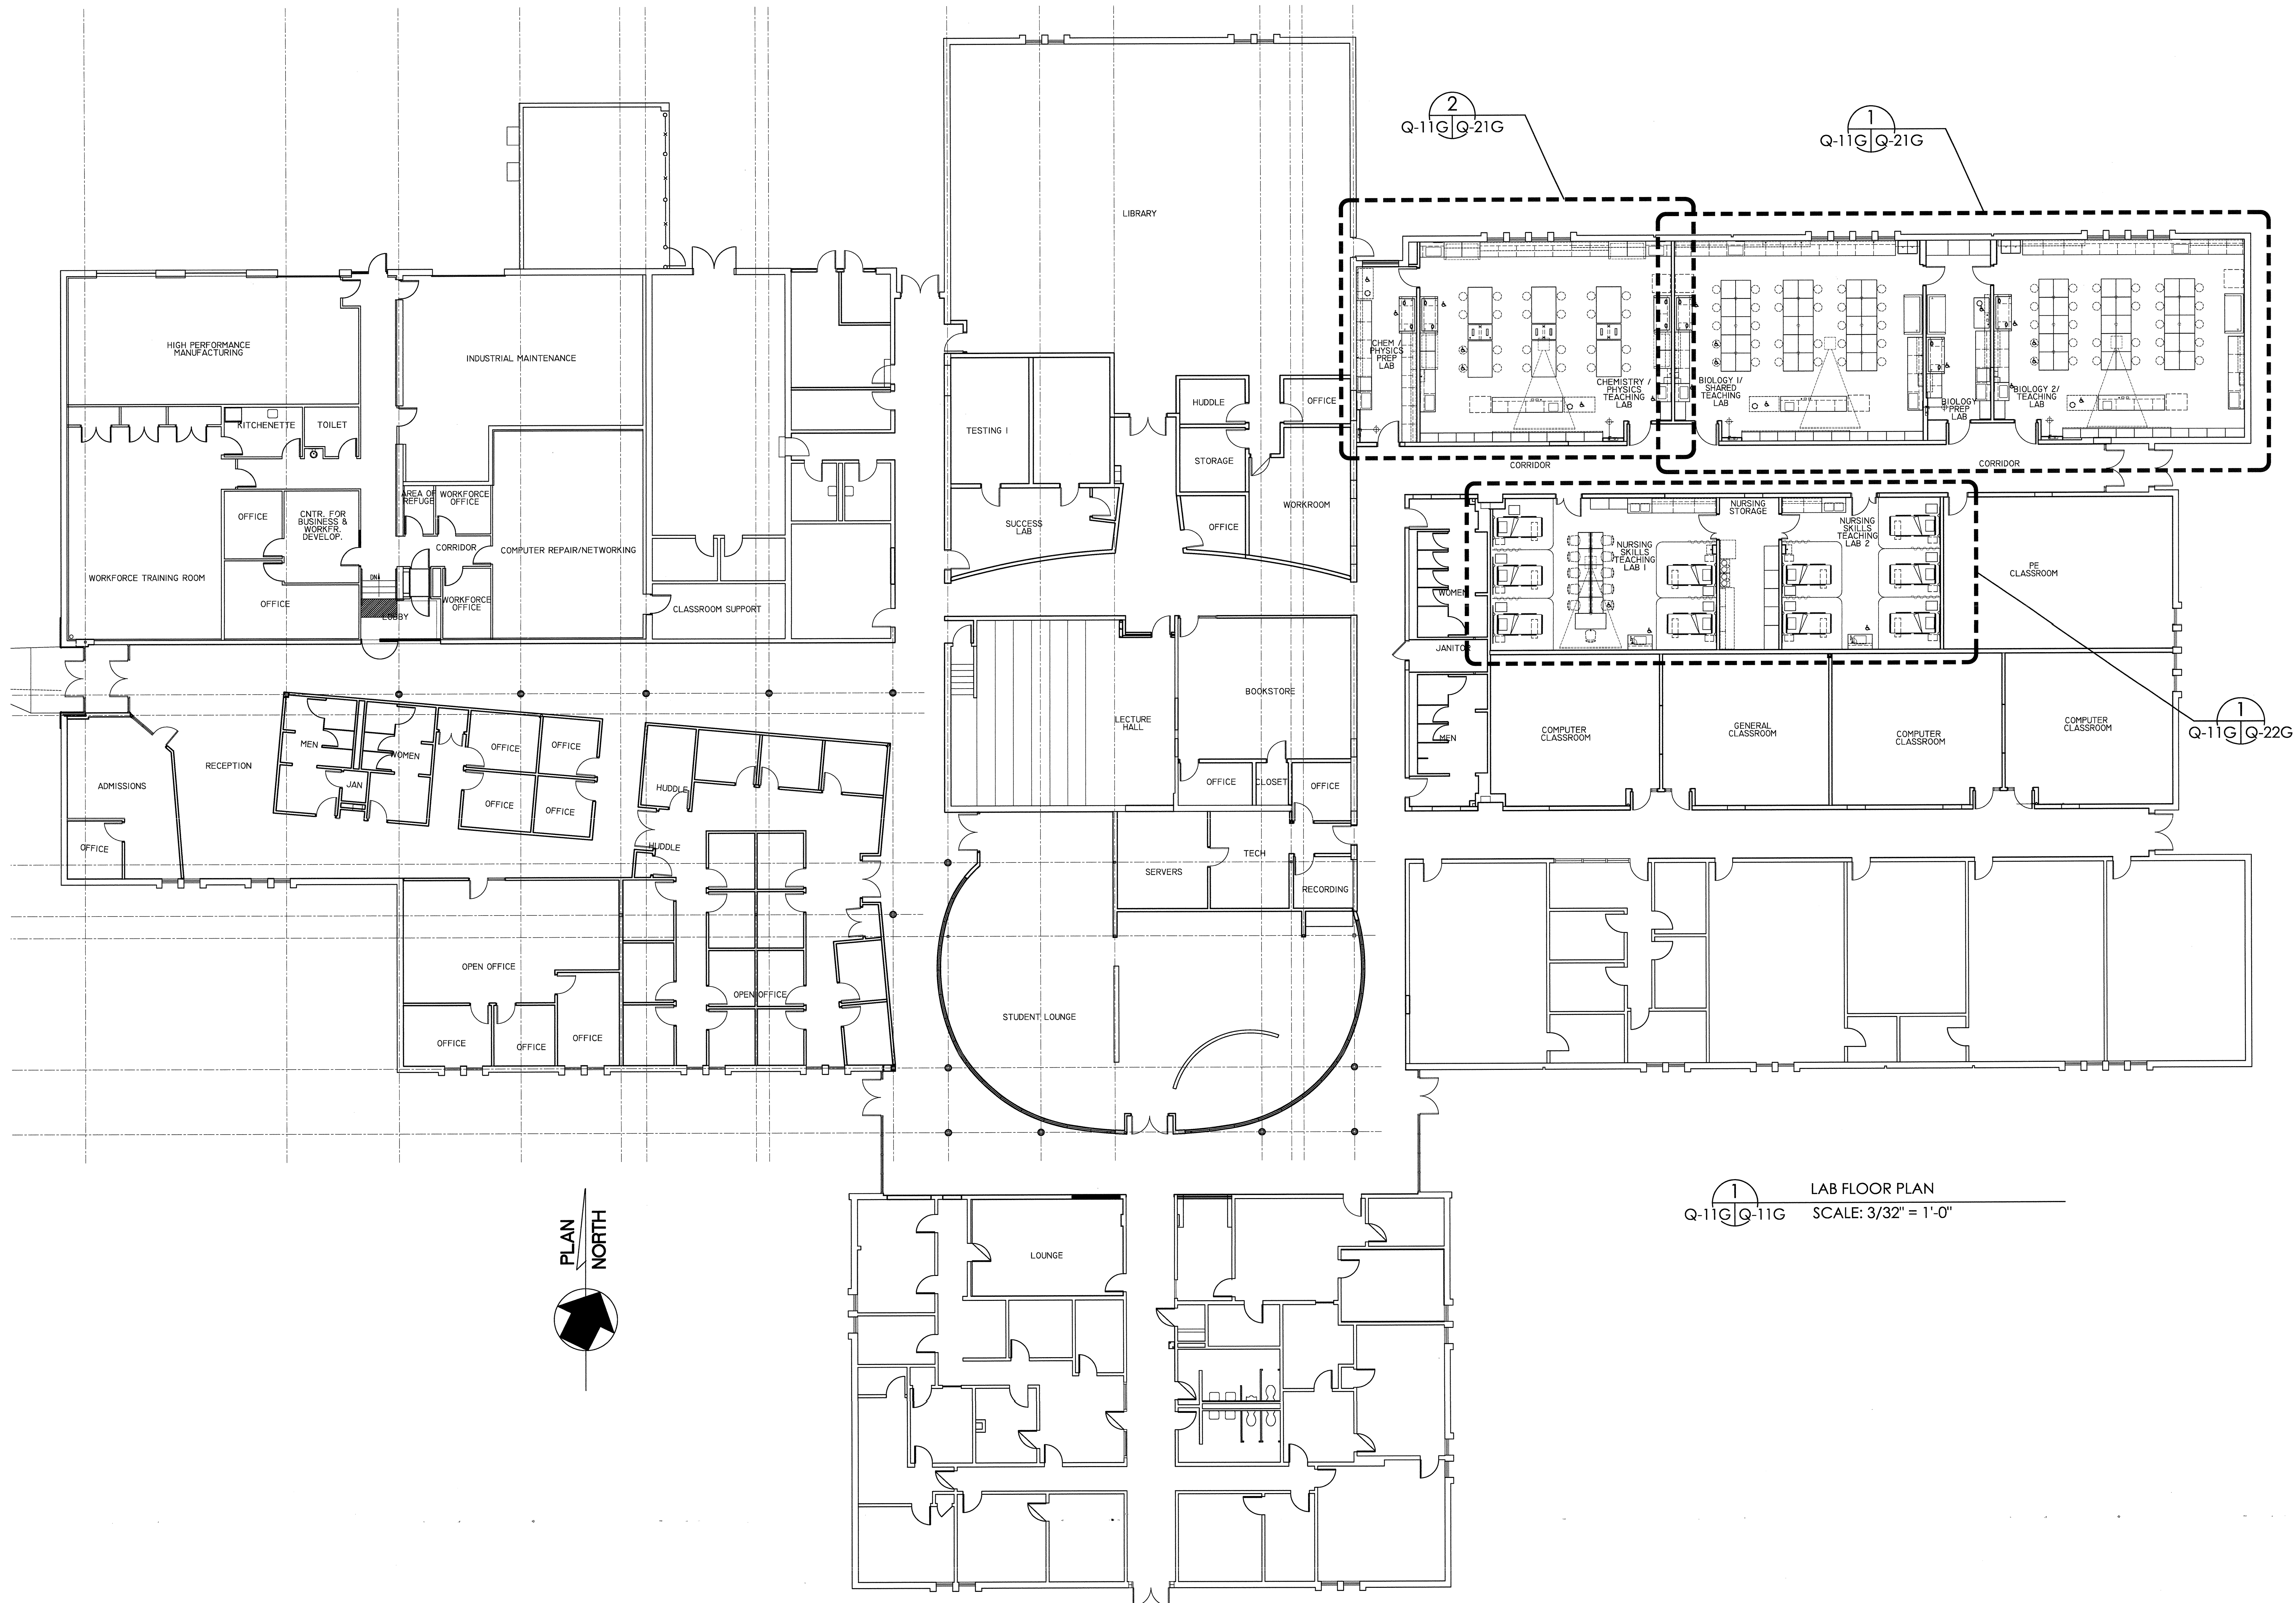 2
Q-11G Q-21G
1
Q-11G Q-21G
LIBRARY
HIGH PERFORMANCE
MANUFACTURING
INDUSTRIAL MAINTENANCE
CHEM /
PHYSICS
PREP
LAB
CHEMISTRY /
PHYSICS
TEACHING
LAB
BIOLOGY 1/
SHARED
TEACHING
LAB
BIOLOGY
PREP
LAB
BIOLOGY 2/
TEACHING
LAB
KITCHENETTE
TOILET
HUDDLE
OFFICE
TESTING 1
STORAGE
CORRIDOR
CORRIDOR
AREA OF
REFUGE
WORKFORCE
OFFICE
OFFICE
CNTR. FOR
BUSINESS &
WORKFR.
DEVELOP.
WORKROOM
SUCCESS
LAB
OFFICE
NURSING
STORAGE
NURSING
SKILLS
TEACHING
LAB 2
NURSING
SKILLS
TEACHING
LAB 1
CORRIDOR
COMPUTER REPAIR/NETWORKING
WORKFORCE TRAINING ROOM
DN
PE
CLASSROOM
OFFICE
WORKFORCE
OFFICE
LOBBY
CLASSROOM SUPPORT
WOMEN
JANITOR
BOOKSTORE
LECTURE
HALL
COMPUTER
CLASSROOM
GENERAL
CLASSROOM
COMPUTER
CLASSROOM
COMPUTER
CLASSROOM
1
Q-11G Q-22G
MEN
MEN
WOMEN
OFFICE
OFFICE
RECEPTION
ADMISSIONS
JAN
OFFICE
OFFICE
HUDDLE
OFFICE
CLOSET
OFFICE
OFFICE
HUDDLE
TECH
SERVERS
RECORDING
OPEN OFFICE
OPEN OFFICE
STUDENT LOUNGE
OFFICE
OFFICE
OFFICE
1
Q-11G Q-11G
LAB FLOOR PLAN
SCALE: 3/32" = 1'-0"
PLAN
NORTH
LOUNGE